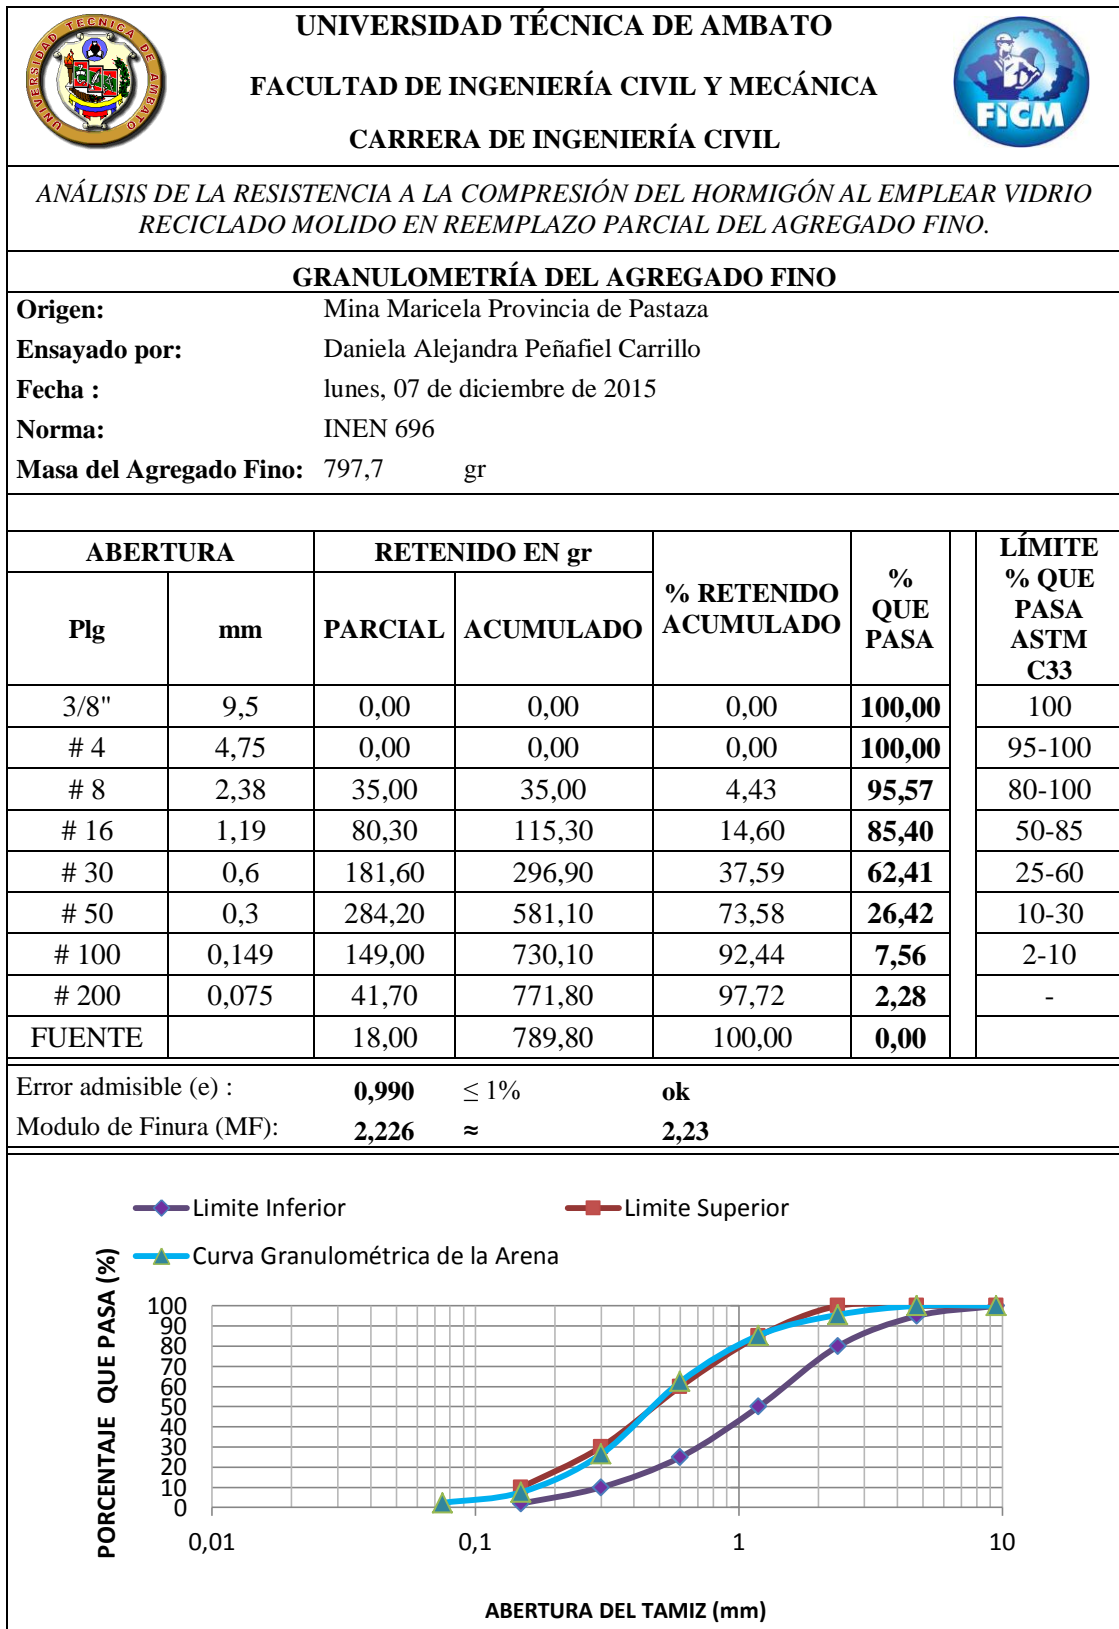 UNIVERSIDAD TÉCNICA DE AMBATO
UNIVERSIDAD TÉCNICA DE AMBATO
FACULTAD DE INGENIERÍA CIVIL Y MECÁNICA
FICM
CARRERA DE INGENIERÍA CIVIL
ANÁLISIS DE LA RESISTENCIA A LA COMPRESIÓN DEL HORMIGÓN AL EMPLEAR VIDRIO
RECICLADO MOLIDO EN REEMPLAZO PARCIAL DEL AGREGADO FINO.
GRANULOMETRÍA DEL AGREGADO FINO
Origen: Mina Maricela Provincia de Pastaza
Ensayado por: Daniela Alejandra Peñafiel Carrillo
Fecha : lunes, 07 de diciembre de 2015
Norma: INEN 696
Masa del Agregado Fino: 797,7 gr
ABERTURA RETENIDO EN gr % RETENIDO ACUMULADO % QUE PASA LÍMITE % QUE PASA ASTM C33
Plg mm PARCIAL ACUMULADO
3/8" 9,5 0,00 0,00 0,00 100,00 100
# 4 4,75 0,00 0,00 0,00 100,00 95-100
# 8 2,38 35,00 35,00 4,43 95,57 80-100
# 16 1,19 80,30 115,30 14,60 85,40 50-85
# 30 0,6 181,60 296,90 37,59 62,41 25-60
# 50 0,3 284,20 581,10 73,58 26,42 10-30
# 100 0,149 149,00 730,10 92,44 7,56 2-10
# 200 0,075 41,70 771,80 97,72 2,28 -
FUENTE 18,00 789,80 100,00 0,00
Error admisible (e) : 0,990 ≤ 1% ok
Modulo de Finura (MF): 2,226 ≈ 2,23
Limite Inferior Limite Superior
Curva Granulométrica de la Arena
PORCENTAJE QUE PASA (%)
100
90
80
70
60
50
40
30
20
10
0
0,01 0,1 1 10
ABERTURA DEL TAMIZ (mm)